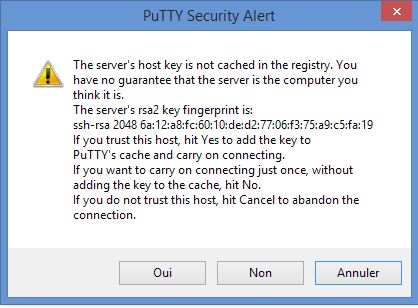 PuTTY Security Alert
The server's host key is not cached in the registry. You
have no guarantee that the server is the computer you
think it is.
The server's rsa2 key fingerprint is:
ssh-rsa 2048 6a:12:a8:fc:60:10:de:d2:77:06:f3:75:a9:c5:fa:19
If you trust this host, hit Yes to add the key to
PuTTY's cache and carry on connecting.
If you want to carry on connecting just once, without
adding the key to the cache, hit No.
If you do not trust this host, hit Cancel to abandon the
connection.
Oui Non Annuler